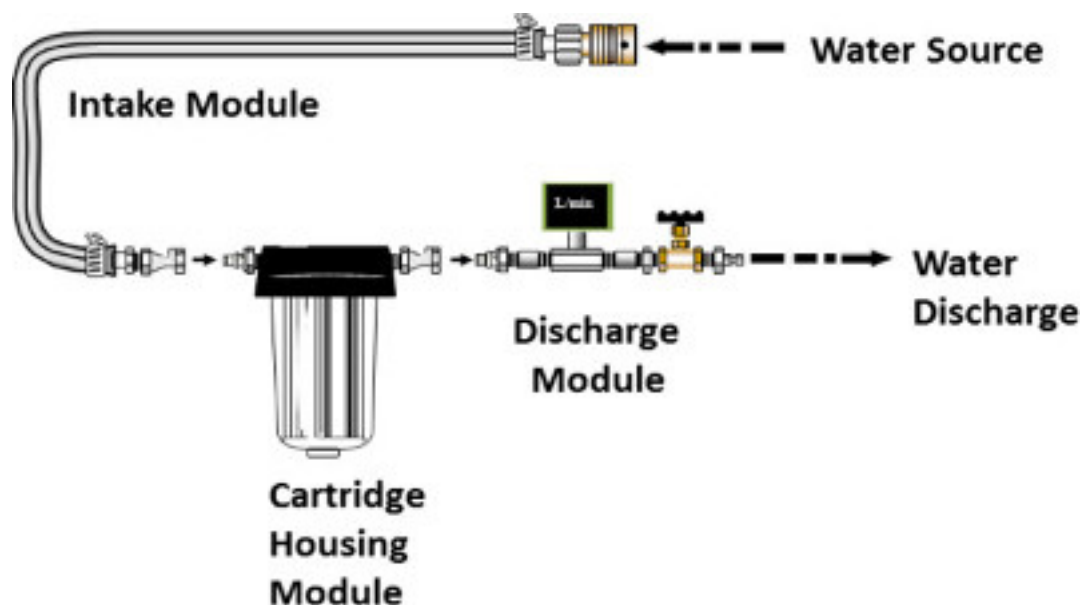 Water Source
Intake Module
L/min
Water
Discharge
Discharge
Module
Cartridge
Housing
Module